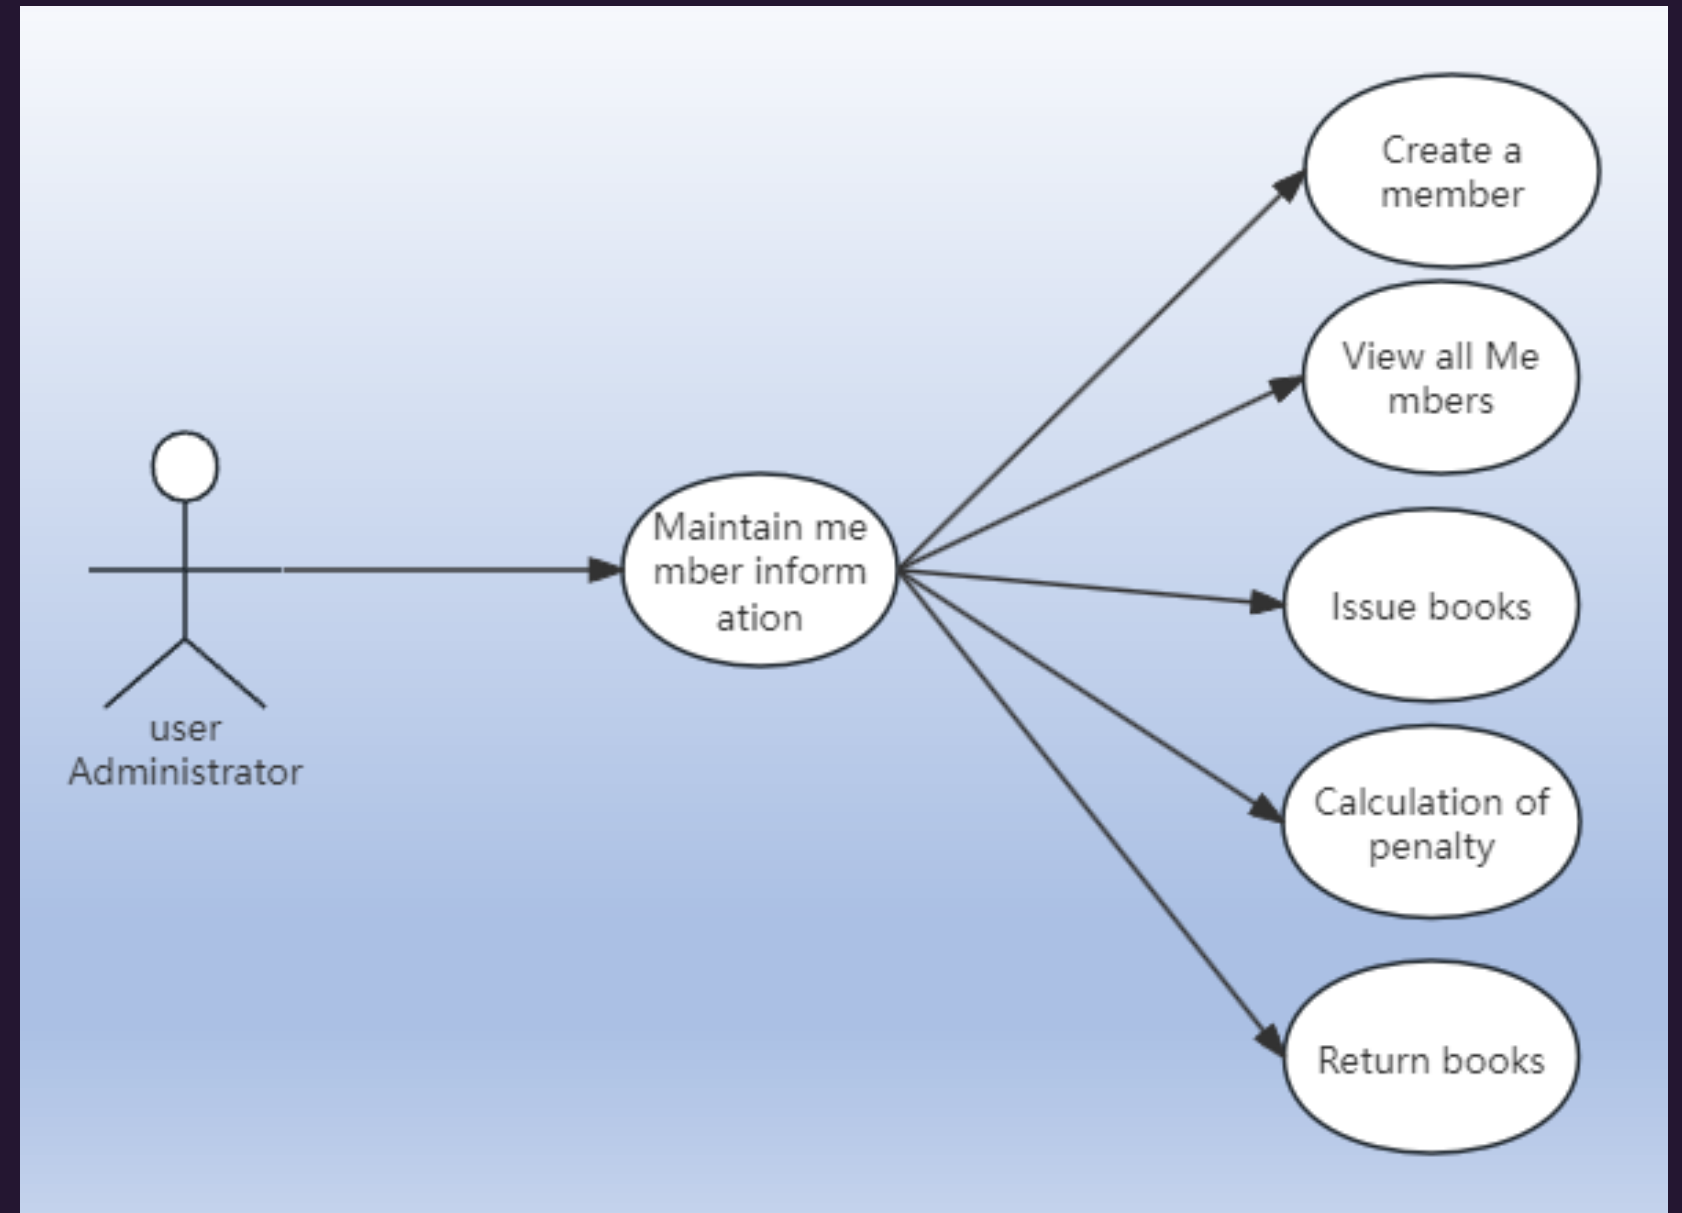 Create a
member
View all Me
mbers
Maintain me
mber inform
ation
Issue books
user
Administrator
Calculation of
penalty
Return books